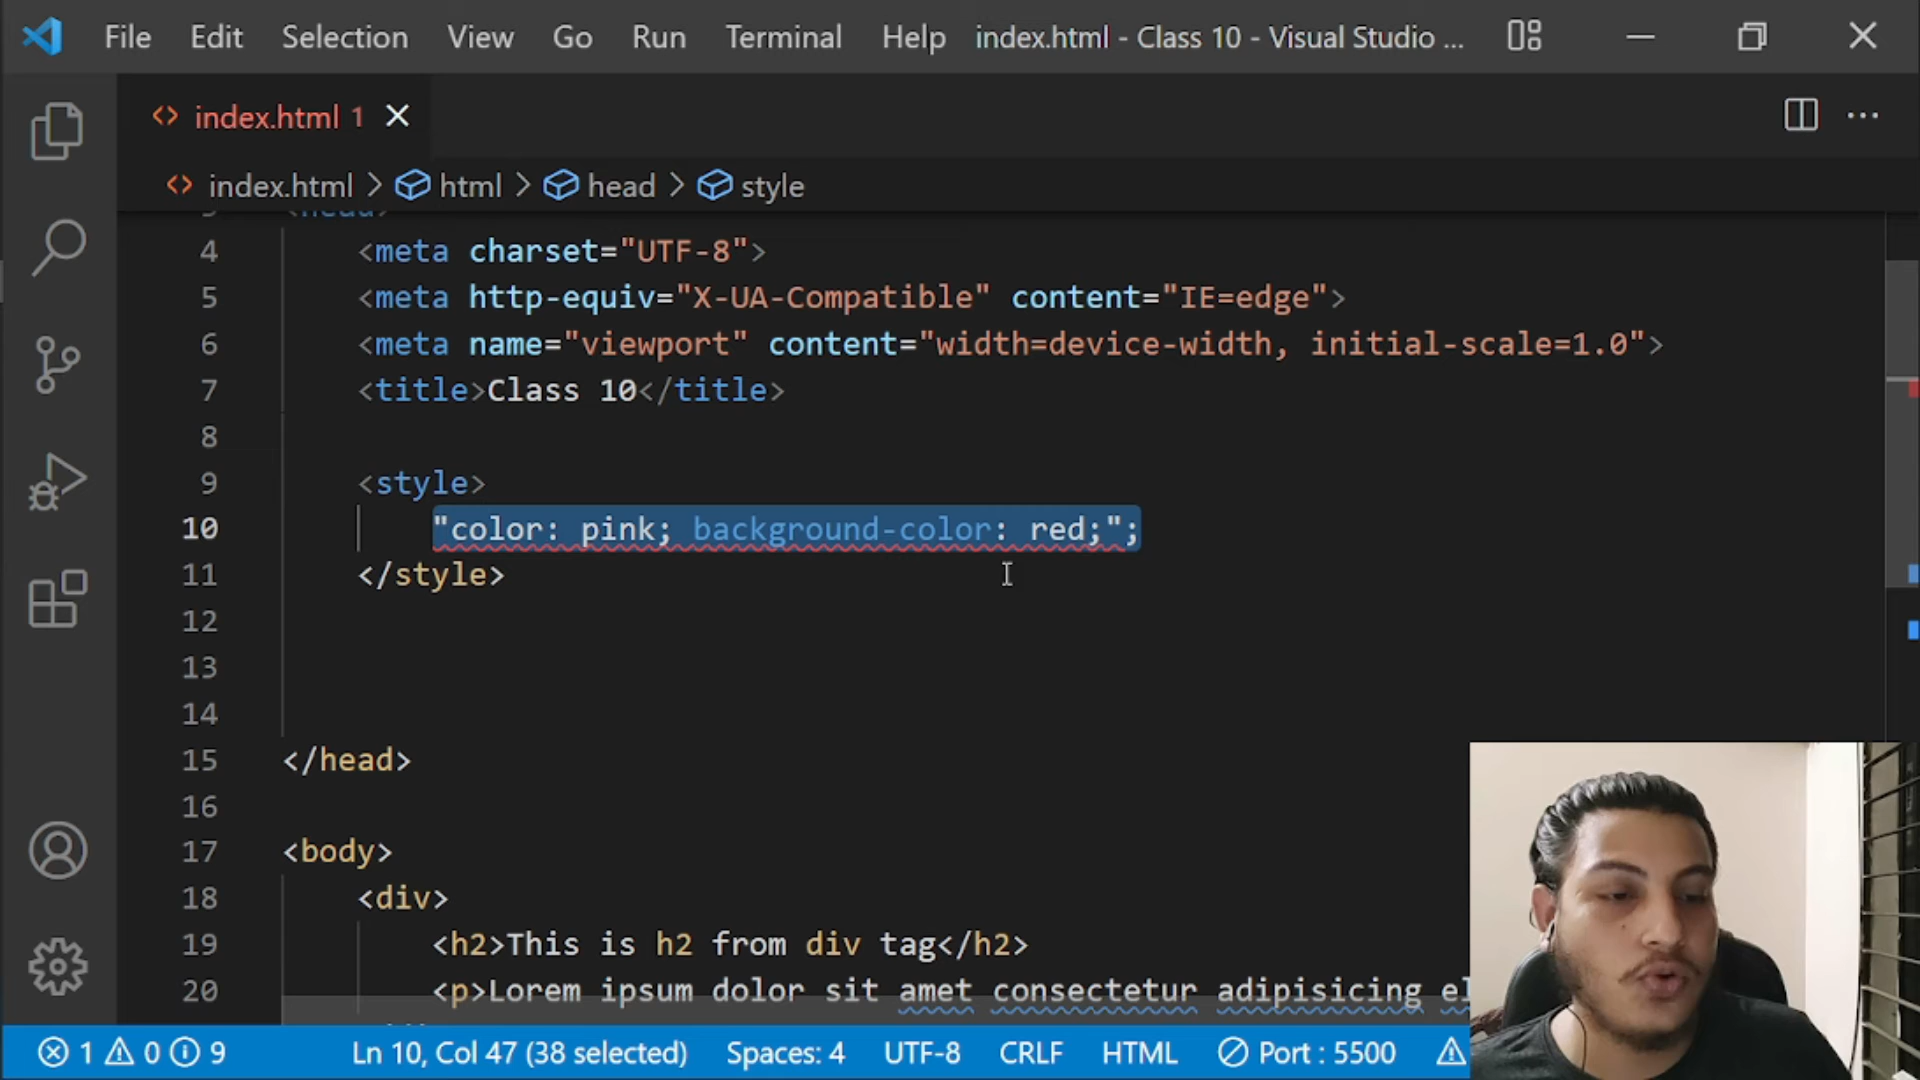 File Edit Selection View Go Run Terminal Help index.html - Class 10 - Visual Studio ...
index.html 1
index.html > html > head > style
4 <meta charset="UTF-8">
5 <meta http-equiv="X-UA-Compatible" content="IE=edge">
6 <meta name="viewport" content="width=device-width, initial-scale=1.0">
7 <title>Class 10</title>
8
9 <style>
10 "color: pink; background-color: red;";
11 </style>
12
13
14
15 </head>
16
17 <body>
18 <div>
19 <h2>This is h2 from div tag</h2>
20 <p>Lorem ipsum dolor sit amet consectetur adipisicing el
1 0 9 Ln 10, Col 47 (38 selected) Spaces: 4 UTF-8 CRLF HTML Port : 5500